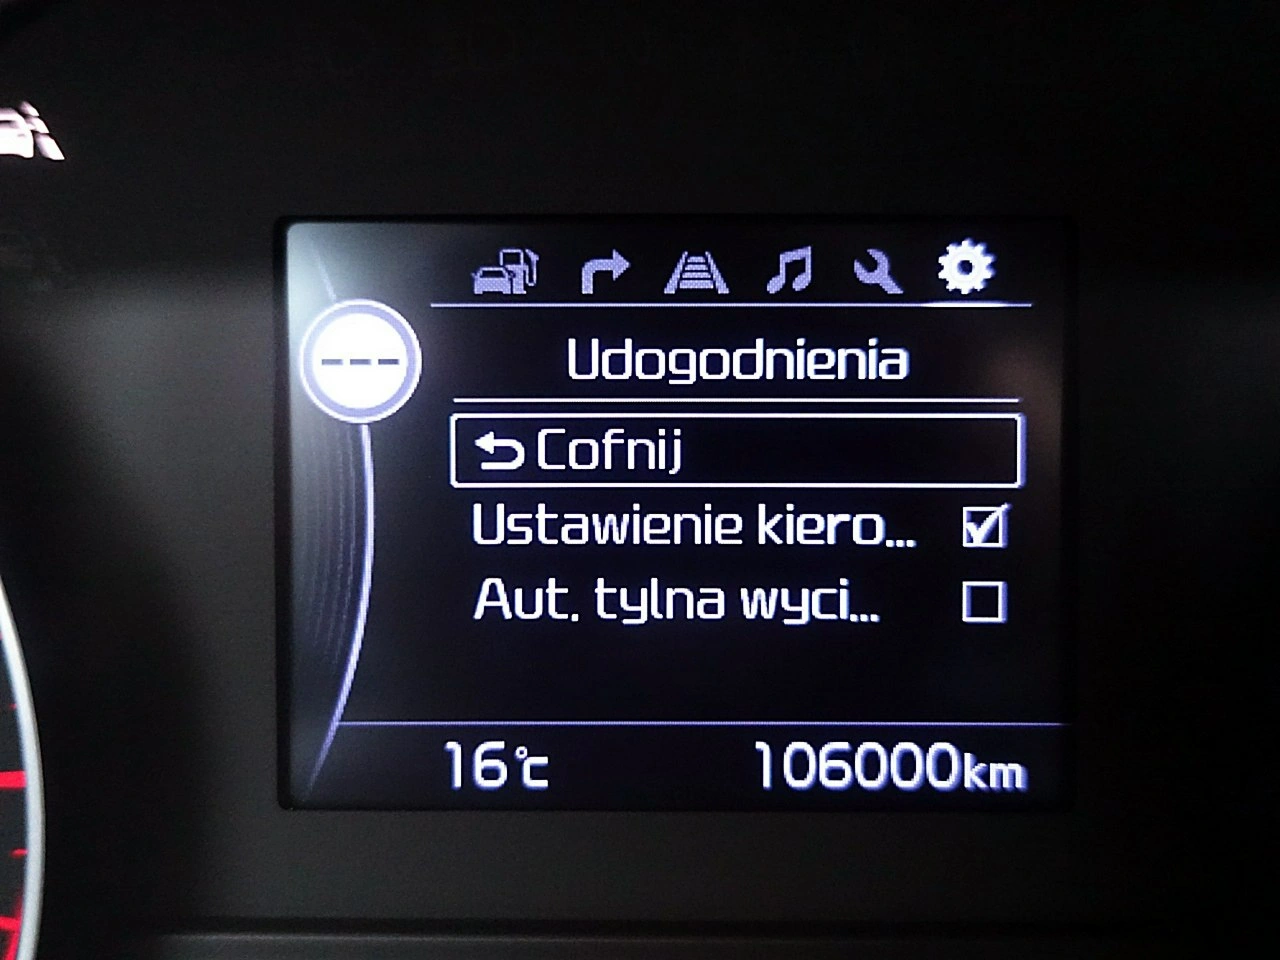 ---
Udogodnienia
Cofnij
Ustawienie kiero...
Aut. tylna wyci...
16°C 106000km